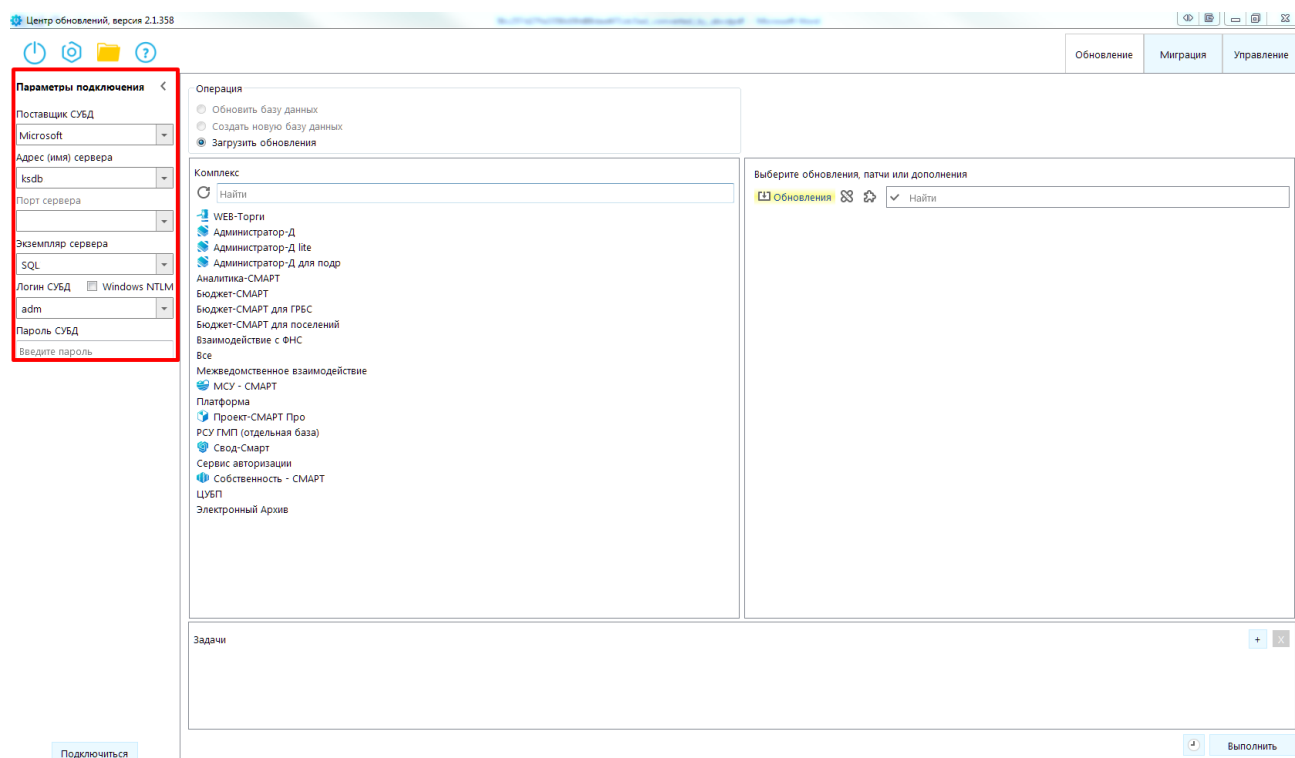 Центр обновлений, версия 2.1.358
Обновление
Миграция
Управление
Параметры подключения
Поставщик СУБД
Microsoft
Адрес (имя) сервера
ksdb
Порт сервера
Экземпляр сервера
SQL
Логин СУБД Windows NTLM
adm
Пароль СУБД
Введите пароль
Подключиться
Операция
Обновить базу данных
Создать новую базу данных
Загрузить обновления
Комплекс
Найти
WEB-Торги
Администратор-Д
Администратор-Д lite
Администратор-Д для подр
Аналитика-СМАРТ
Бюджет-СМАРТ
Бюджет-СМАРТ для ГРБС
Бюджет-СМАРТ для поселений
Взаимодействие с ФНС
Все
Межведомственное взаимодействие
МСУ - СМАРТ
Платформа
Проект-СМАРТ Про
РСУ ГМП (отдельная база)
Свод-Смарт
Сервис авторизации
Собственность - СМАРТ
ЦУБП
Электронный Архив
Выберите обновления, патчи или дополнения
Обновления
Найти
Задачи
+ X
Выполнить